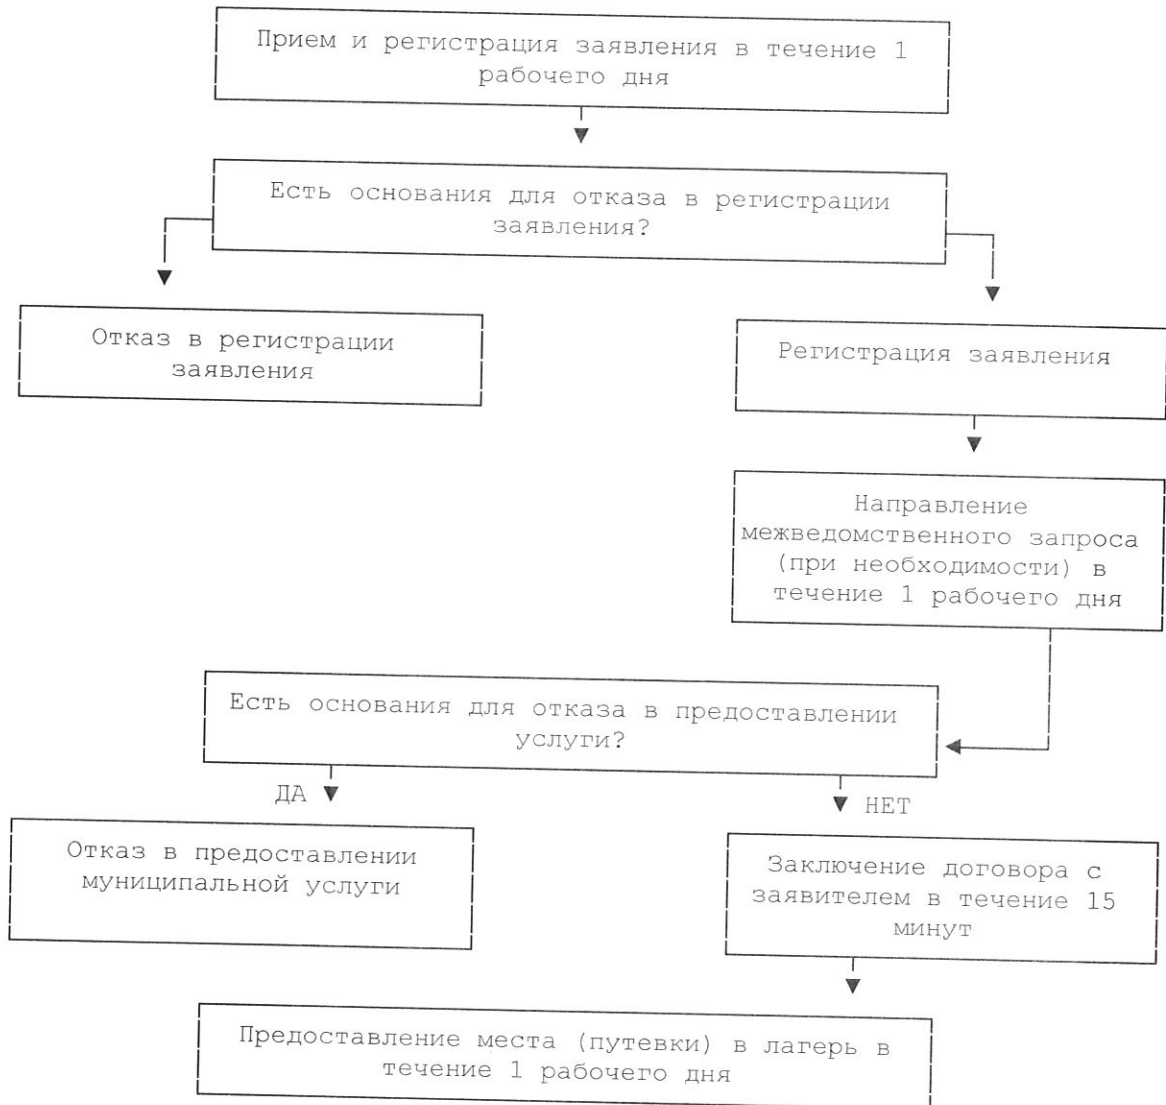 Прием и регистрация заявления в течение 1
рабочего дня
Есть основания для отказа в регистрации
заявления?
Отказ в регистрации
заявления
Регистрация заявления
Направление
межведомственного запроса
(при необходимости) в
течение 1 рабочего дня
Есть основания для отказа в предоставлении
услуги?
ДА
НЕТ
Отказ в предоставлении
муниципальной услуги
Заключение договора с
заявителем в течение 15
минут
Предоставление места (путевки) в лагерь в
течение 1 рабочего дня